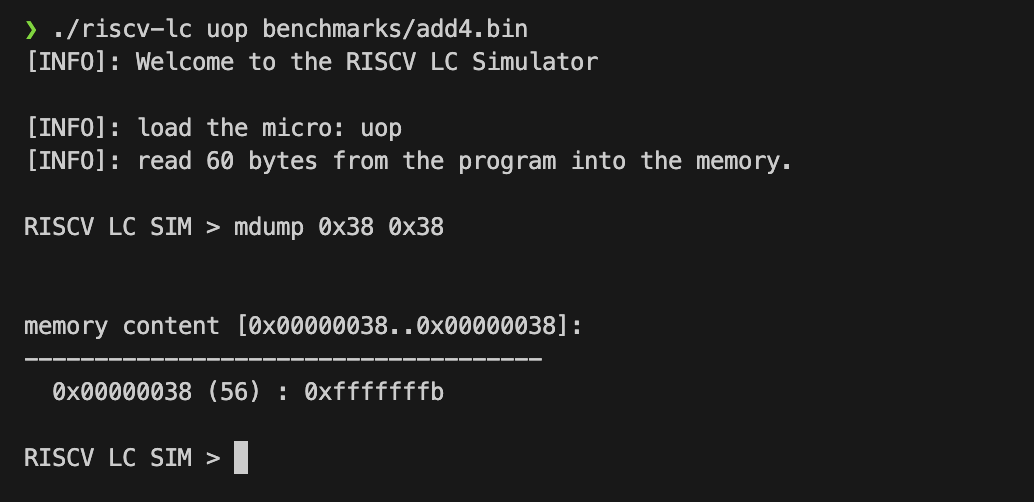 ❯ ./riscv-lc uop benchmarks/add4.bin
[INFO]: Welcome to the RISCV LC Simulator
[INFO]: load the micro: uop
[INFO]: read 60 bytes from the program into the memory.
RISCV LC SIM > mdump 0x38 0x38
memory content [0x00000038..0x00000038]:
-------------------------------------
  0x00000038 (56) : 0xfffffffb
RISCV LC SIM >